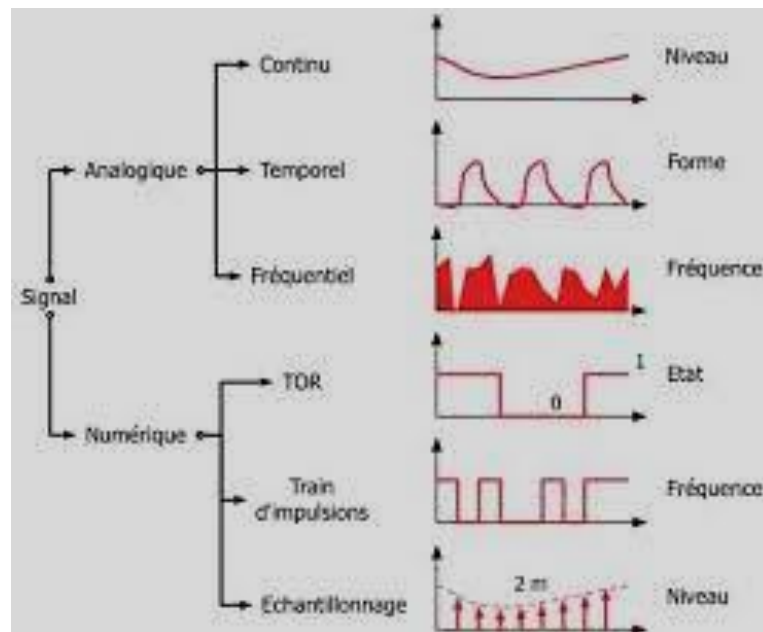 Continu
Niveau
Analogique
Temporel
Forme
Fréquentiel
Fréquence
Signal
TOR
1
Etat
0
Numérique
Train
d'impulsions
Fréquence
2 m
Echantillonnage
Niveau